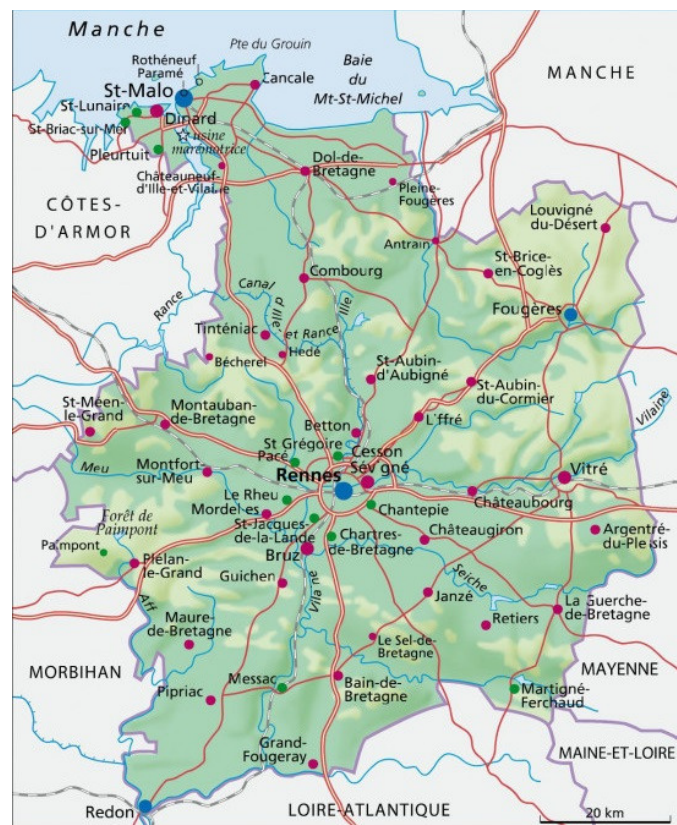 Manche
Pte du Grouin
Rothéneuf
Paramé
Baie
du
Mt-St-Michel
MANCHE
St-Malo
Cancale
St-Lunaire
Dinard
St-Briac-sur-Mer
usine
marémotrice
Pleurtuit
Châteauneuf-
d'Ille-et-Vilaine
Dol-de-
Bretagne
Pleine-
Fougères
CÔTES-
D'ARMOR
Louvigné
du-Désert
Antrain
St-Brice-
en-Coglès
Combourg
Rance
Canal
d'Ille-
et Rance
Ille
Fougères
Tinténiac
Hédé
Bécherel
St-Aubin-
d'Aubigné
St-Aubin-
du-Cormier
St-Méen-
le-Grand
Montauban-
de-Bretagne
Betton
L'ffré
Vilaine
St Grégoire
Pacé
Cesson
Sévigné
Meu
Montfort-
sur-Meu
Rennes
Vitré
Le Rheu
Mordelles
Chantepie
Châteaubourg
Forêt de
Paimpont
St-Jacques-
de-la-Lande
Chartres-
de-Bretagne
Châteaugiron
Argentré-
du-Plessis
Paimpont
Bruz
Plélan-
le-Grand
Guichen
Vilaine
Seiche
Janzé
La Guerche-
de-Bretagne
Aff
Maure-
de-Bretagne
Retiers
Le Sel-de-
Bretagne
MORBIHAN
MAYENNE
Messac
Bain-de-
Bretagne
Martigné-
Ferchaud
Pipriac
MAINE-ET-LOIRE
Grand-
Fougeray
Redon
LOIRE-ATLANTIQUE
20 km